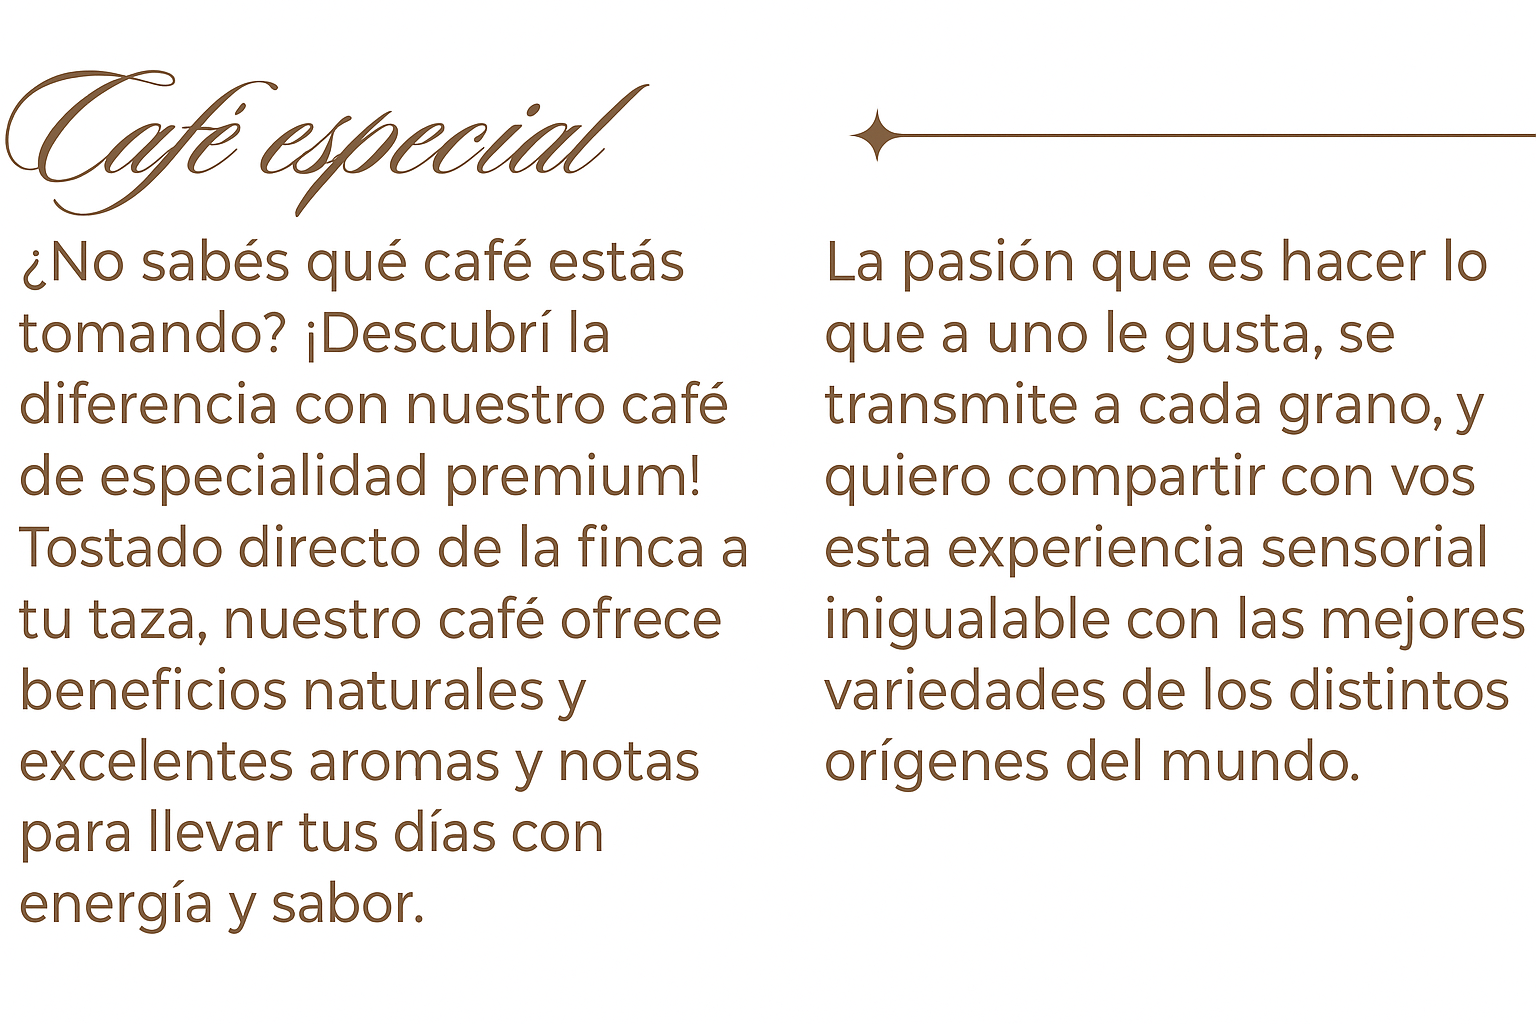 Café especial
¿No sabés qué café estás
tomando? ¡Descubrí la
diferencia con nuestro café
de especialidad premium!
Tostado directo de la finca a
tu taza, nuestro café ofrece
beneficios naturales y
excelentes aromas y notas
para llevar tus días con
energía y sabor.
La pasión que es hacer lo
que a uno le gusta, se
transmite a cada grano, y
quiero compartir con vos
esta experiencia sensorial
inigualable con las mejores
variedades de los distintos
orígenes del mundo.